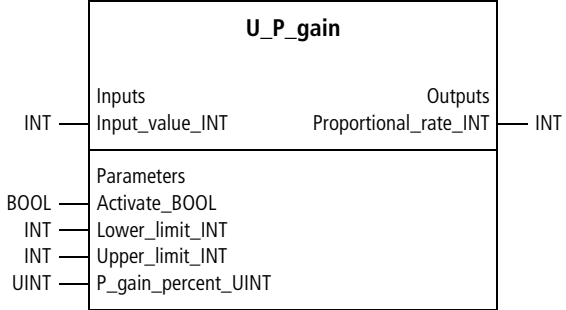 U_P_gain
Inputs Outputs
INT Input_value_INT Proportional_rate_INT INT
Parameters
BOOL Activate_BOOL
INT Lower_limit_INT
INT Upper_limit_INT
UINT P_gain_percent_UINT